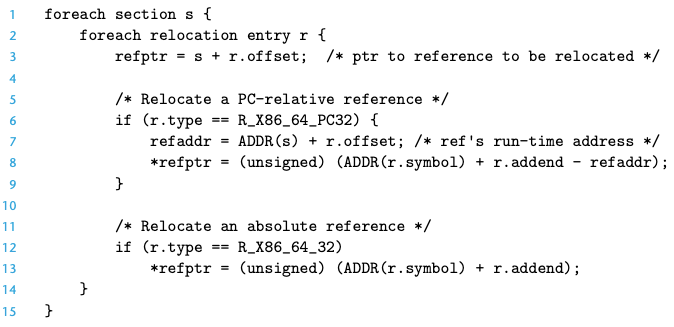 1 foreach section s {
2     foreach relocation entry r {
3         refptr = s + r.offset;  /* ptr to reference to be relocated */
4
5         /* Relocate a PC-relative reference */
6         if (r.type == R_X86_64_PC32) {
7             refaddr = ADDR(s) + r.offset; /* ref's run-time address */
8             *refptr = (unsigned) (ADDR(r.symbol) + r.addend - refaddr);
9         }
10
11         /* Relocate an absolute reference */
12         if (r.type == R_X86_64_32)
13             *refptr = (unsigned) (ADDR(r.symbol) + r.addend);
14     }
15 }